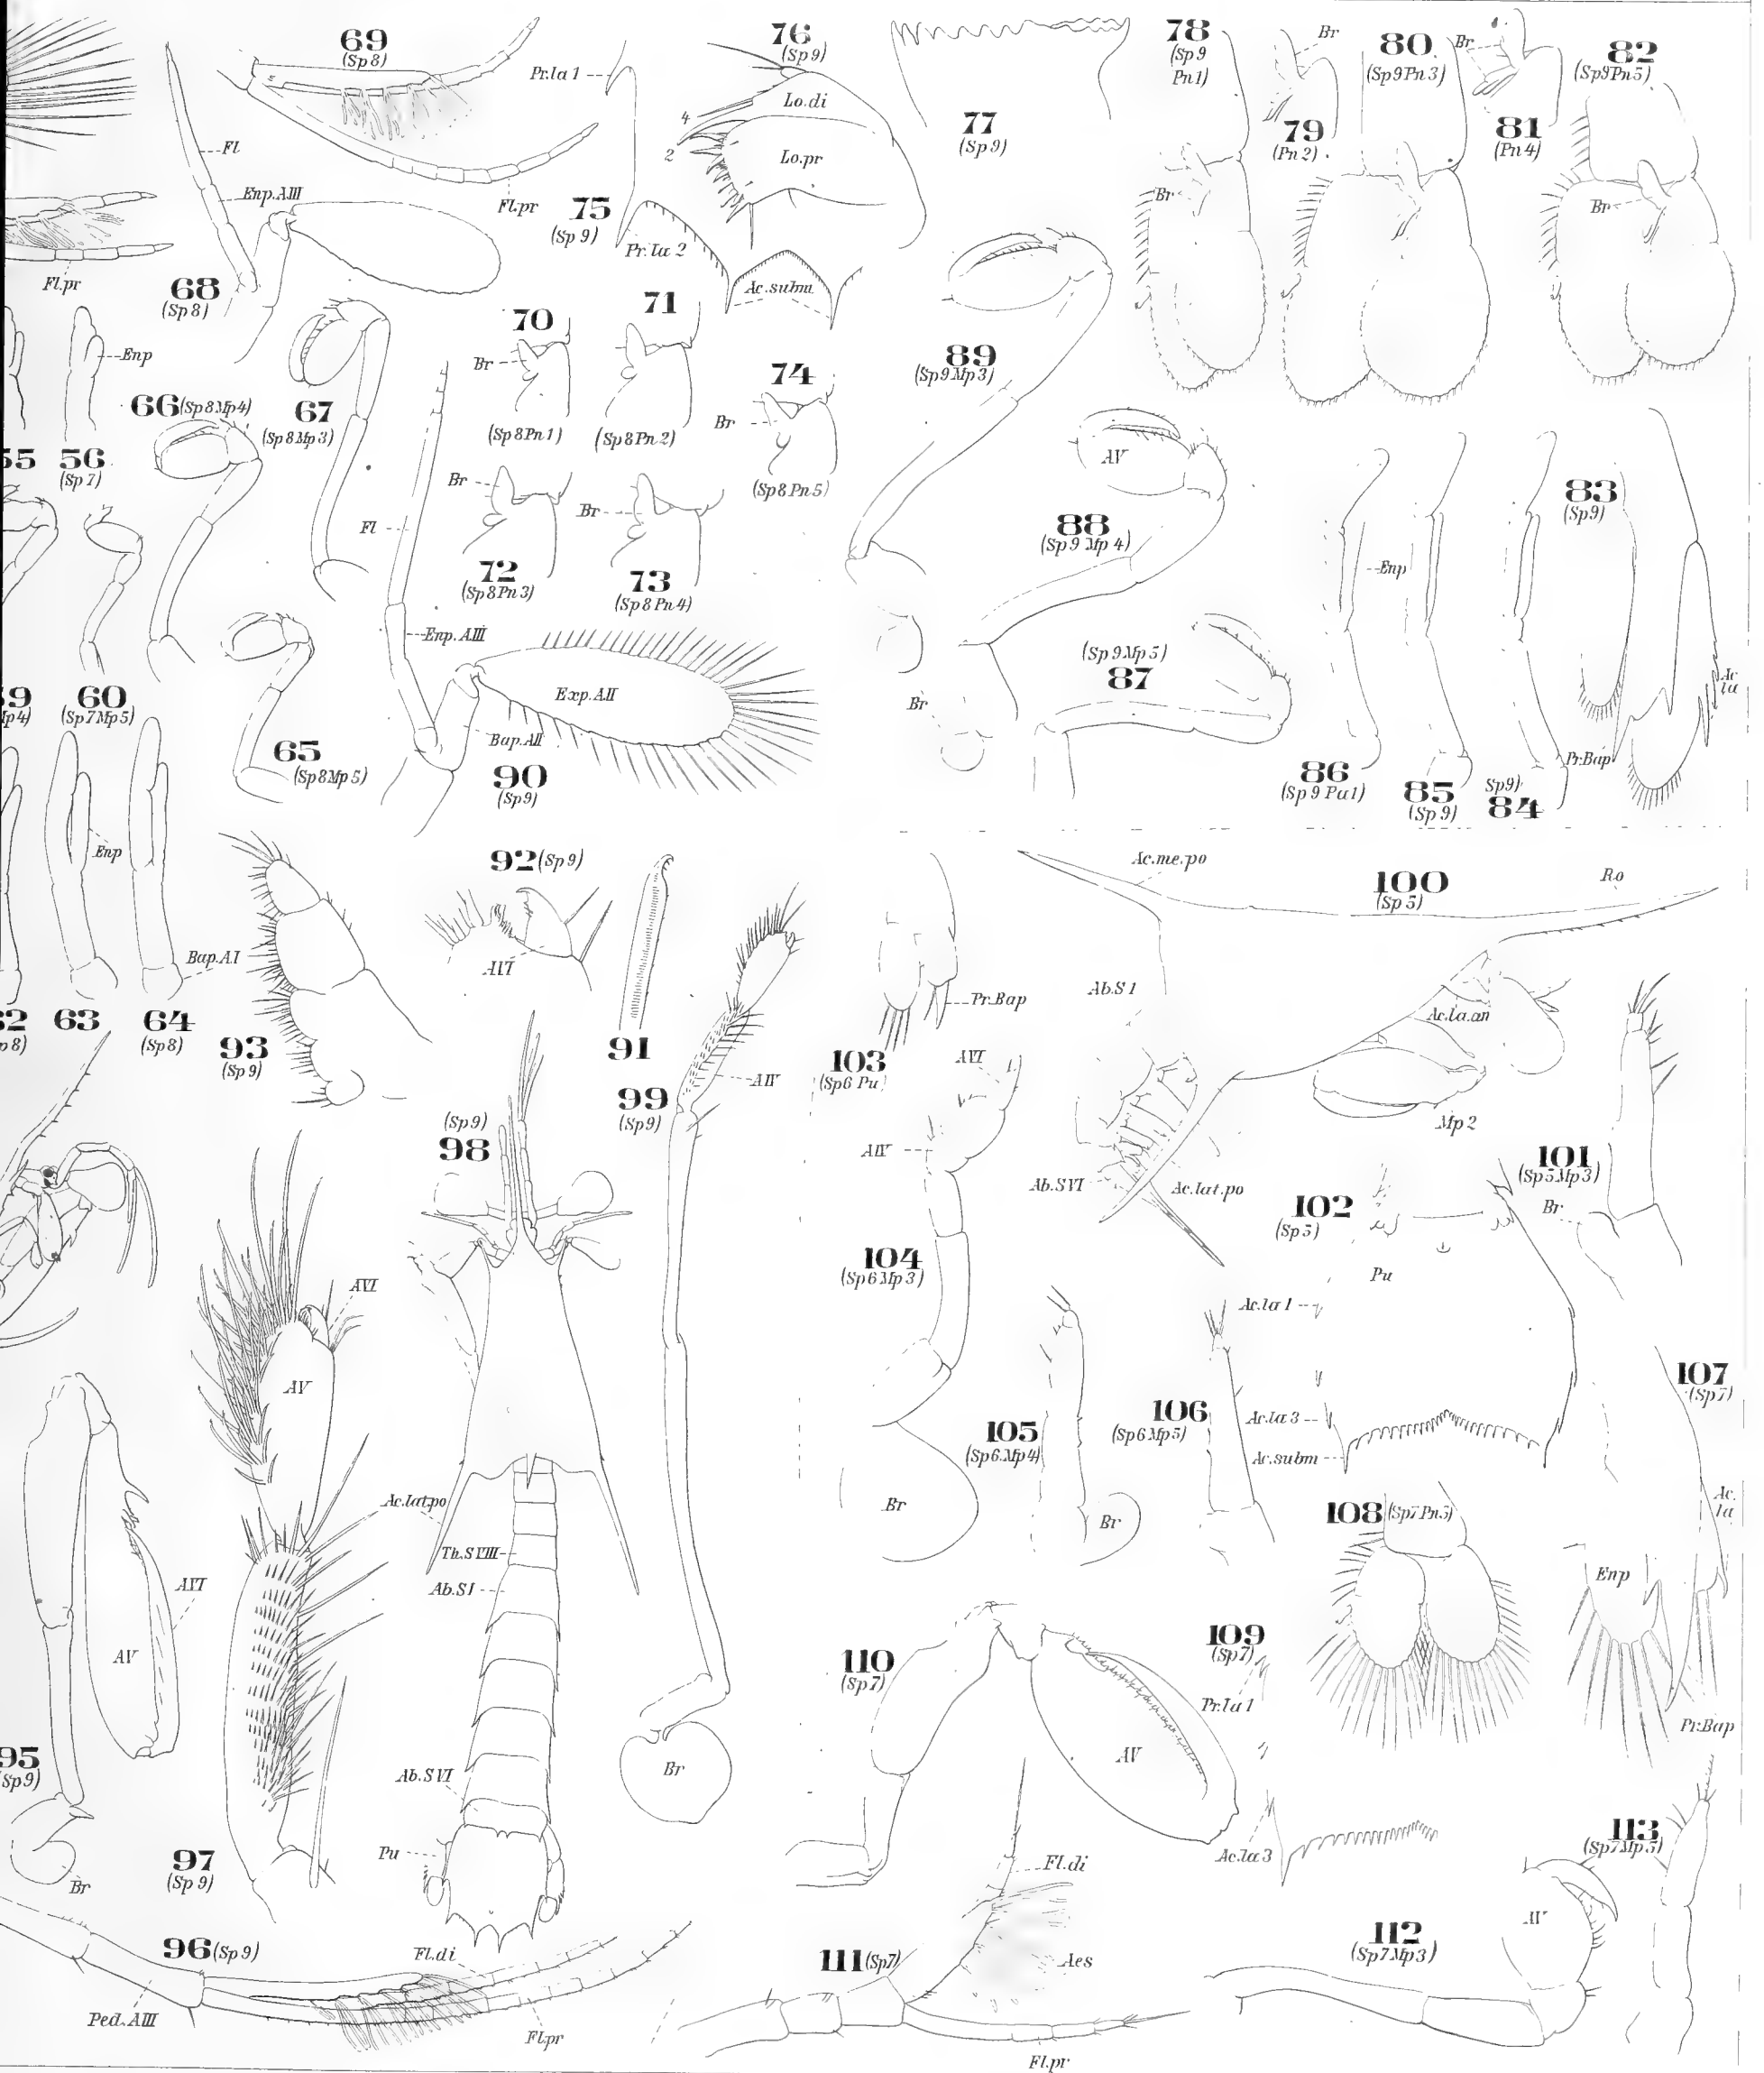 69
(Sp 8)
Fl
Enp.AIII
Fl.pr
Fl.pr
68
(Sp 8)
Pr.la 1
75
(Sp 9)
Pr.la 2
76
(Sp 9)
Lo.di
4
2
Lo.pr
Ac.subm
77
(Sp 9)
78
(Sp 9
Pn 1)
Br
Br
79
(Pn 2)
80
(Sp 9 Pn 3)
Br
81
(Pn 4)
82
(Sp 9 Pn 5)
Br
Enp
56
(Sp 7)
66 (Sp 8 Mp 4)
67
(Sp 8 Mp 3)
70
Br
(Sp 8 Pn 1)
71
(Sp 8 Pn 2)
74
Br
(Sp 8 Pn 5)
Br
72
(Sp 8 Pn 3)
Br
73
(Sp 8 Pn 4)
Fl
Enp.AIII
Exp.AII
Bap.AII
90
(Sp 9)
89
(Sp 9 Mp 3)
AV
88
(Sp 9 Mp 4)
(Sp 9 Mp 5)
87
Br
Enp
83
(Sp 9)
Ac
la
Pr.Bap
86
(Sp 9 Pu 1)
85
(Sp 9)
Sp 9)
84
60
(Sp 7 Mp 5)
65
(Sp 8 Mp 5)
Enp
Bap.AI
63
64
(Sp 8)
93
(Sp 9)
92 (Sp 9)
AVI
91
99
(Sp 9)
AIV
(Sp 9)
98
Pr.Bap
103
(Sp 6 Pu)
AVI
AIV
104
(Sp 6 Mp 3)
Br
Ac.me.po
100
(Sp 5)
Ro
Ab.S I
Ac.la.an
Mp 2
Ab.SVI
Ac.lat.po
101
(Sp 5 Mp 3)
Br
102
(Sp 5)
Pu
Ac.la 1
Ac.la 3
Ac.subm
105
(Sp 6 Mp 4)
Br
106
(Sp 6 Mp 5)
107
(Sp 7)
Ac.
la
Enp
Pr.Bap
108 (Sp 7 Pn 5)
AVI
AV
AVI
AV
95
(Sp 9)
Br
97
(Sp 9)
Ac.lat.po
Th.SVIII
Ab.S I
Ab.SVI
Pu
Br
96 (Sp 9)
Ped.AIII
Fl.di
Fl.pr
110
(Sp 7)
AV
109
(Sp 7)
Pr.la 1
Ac.la 3
111 (Sp 7)
Fl.di
Aes
Fl.pr
112
(Sp 7 Mp 3)
113
(Sp 7 Mp 5)